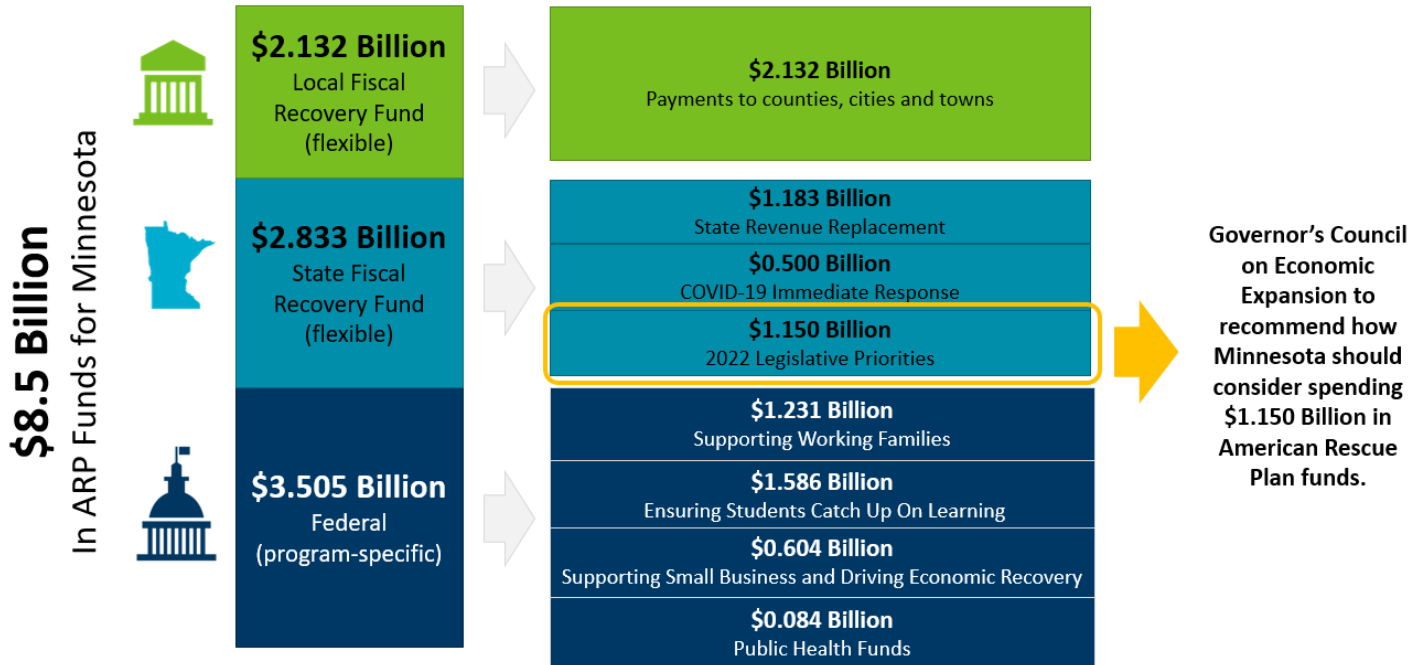 $8.5 Billion
In ARP Funds for Minnesota
$2.132 Billion
Local Fiscal
Recovery Fund
(flexible)
$2.132 Billion
Payments to counties, cities and towns
$2.833 Billion
State Fiscal
Recovery Fund
(flexible)
$1.183 Billion
State Revenue Replacement
$0.500 Billion
COVID-19 Immediate Response
$1.150 Billion
2022 Legislative Priorities
Governor’s Council
on Economic
Expansion to
recommend how
Minnesota should
consider spending
$1.150 Billion in
American Rescue
Plan funds.
$3.505 Billion
Federal
(program-specific)
$1.231 Billion
Supporting Working Families
$1.586 Billion
Ensuring Students Catch Up On Learning
$0.604 Billion
Supporting Small Business and Driving Economic Recovery
$0.084 Billion
Public Health Funds